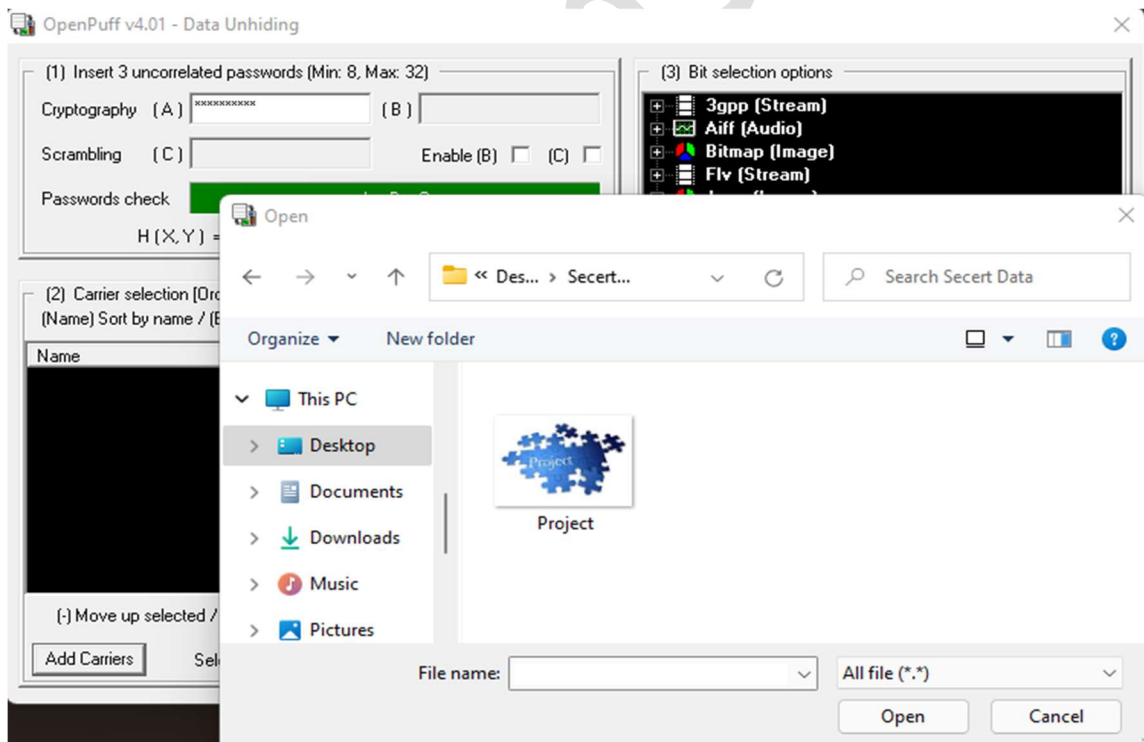 OpenPuff v4.01 - Data Unhiding
(1) Insert 3 uncorrelated passwords (Min: 8, Max: 32)
Cryptography (A) ********** (B)
Scrambling (C) Enable (B) (C)
Passwords check
H (X, Y) =
(3) Bit selection options
3gpp (Stream)
Aiff (Audio)
Bitmap (Image)
Flv (Stream)
(2) Carrier selection
(Name) Sort by name /
Name
(-) Move up selected /
Add Carriers
Open
« Des... > Secert...
Search Secert Data
Organize
New folder
This PC
Desktop
Documents
Downloads
Music
Pictures
Project
Project
File name:
All file (*.*)
Open
Cancel